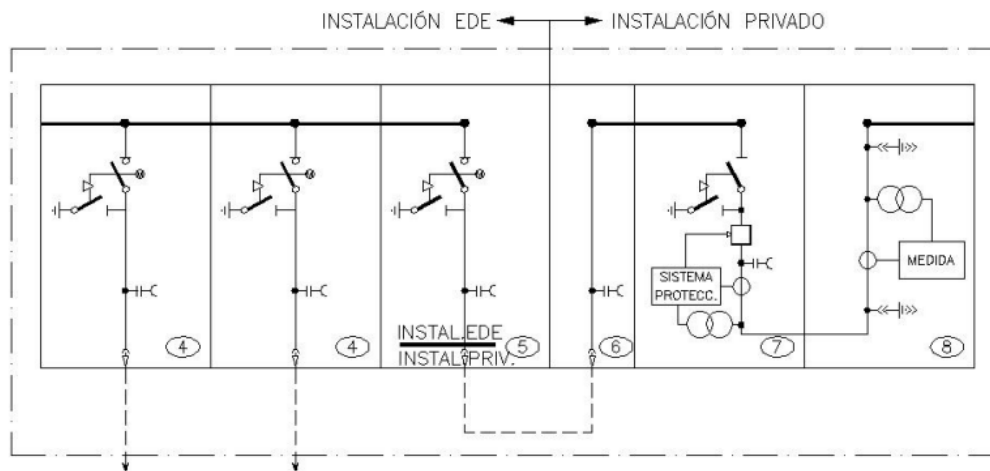 INSTALACIÓN EDE
INSTALACIÓN PRIVADO
M
M
M
SISTEMA
PROTECC.
MEDIDA
INSTAL.EDE
INSTAL.PRIV.
4
4
5
6
7
8